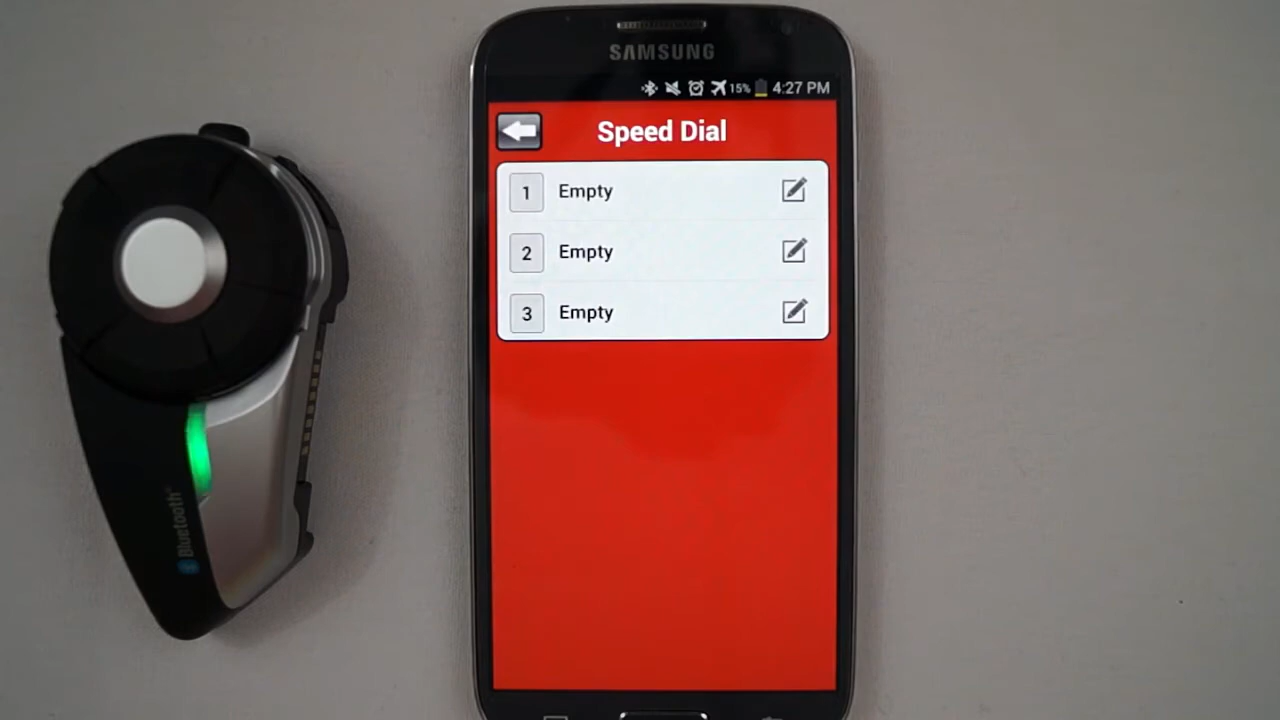 SAMSUNG
15% 4:27 PM
Speed Dial
1 Empty
2 Empty
3 Empty
Bluetooth®